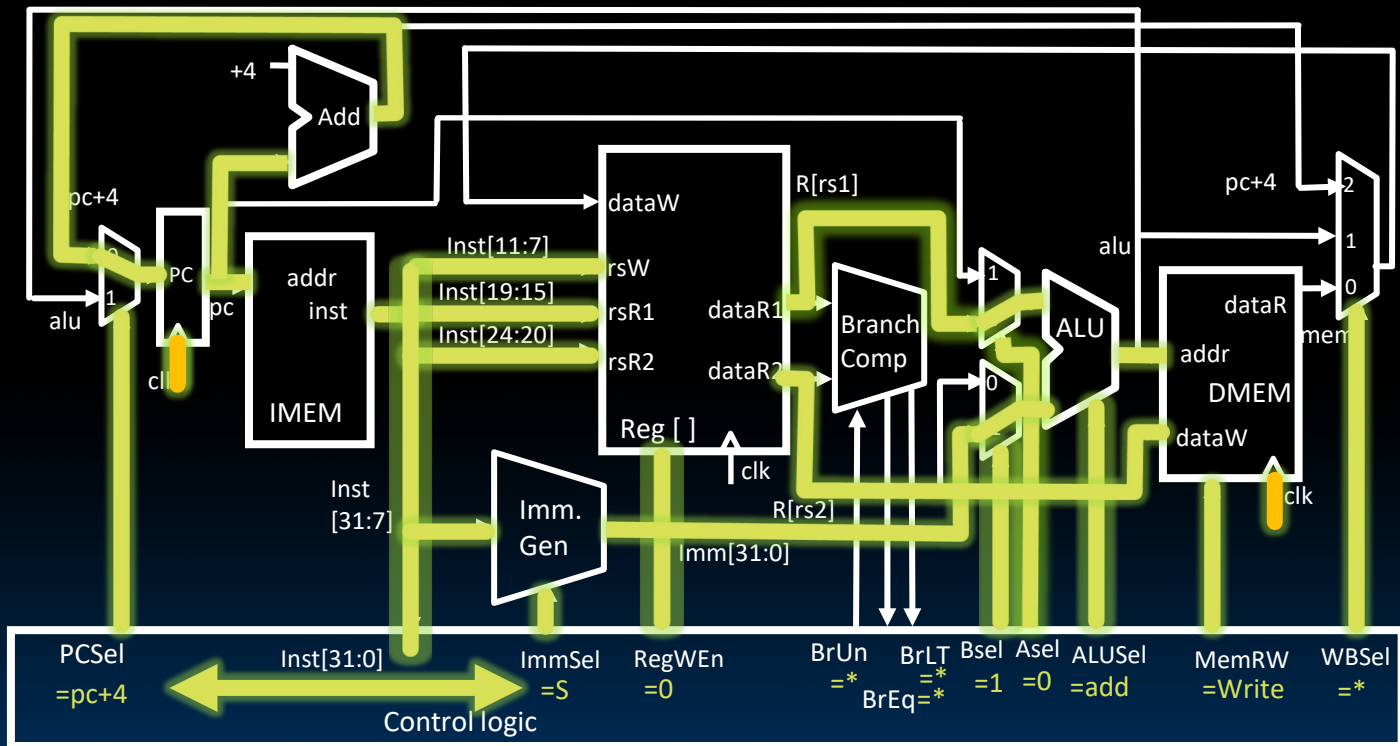 +4
Add
pc+4
0
1
alu
PC
pc
clk
addr
inst
IMEM
Inst[11:7]
Inst[19:15]
Inst[24:20]
dataW
rsW
rsR1
rsR2
dataR1
dataR2
Reg [ ]
clk
R[rs1]
Branch
Comp
1
0
ALU
alu
pc+4
2
1
0
mem
dataR
addr
DMEM
dataW
clk
Inst
[31:7]
Imm.
Gen
R[rs2]
Imm[31:0]
PCSel
=pc+4
Inst[31:0]
Control logic
ImmSel
=S
RegWEn
=0
BrUn
=*
BrLT
=*
BrEq=*
Bsel
=1
Asel
=0
ALUSel
=add
MemRW
=Write
WBSel
=*